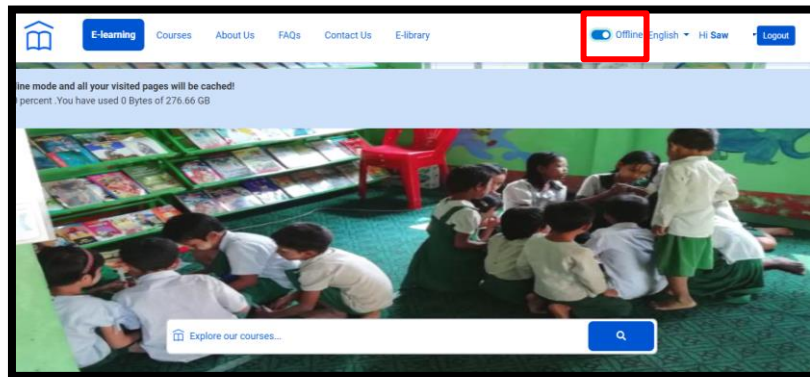 E-learning Courses About Us FAQs Contact Us E-library Offline English Hi Saw Logout
line mode and all your visited pages will be cached!
percent .You have used 0 Bytes of 276.66 GB
Explore our courses...